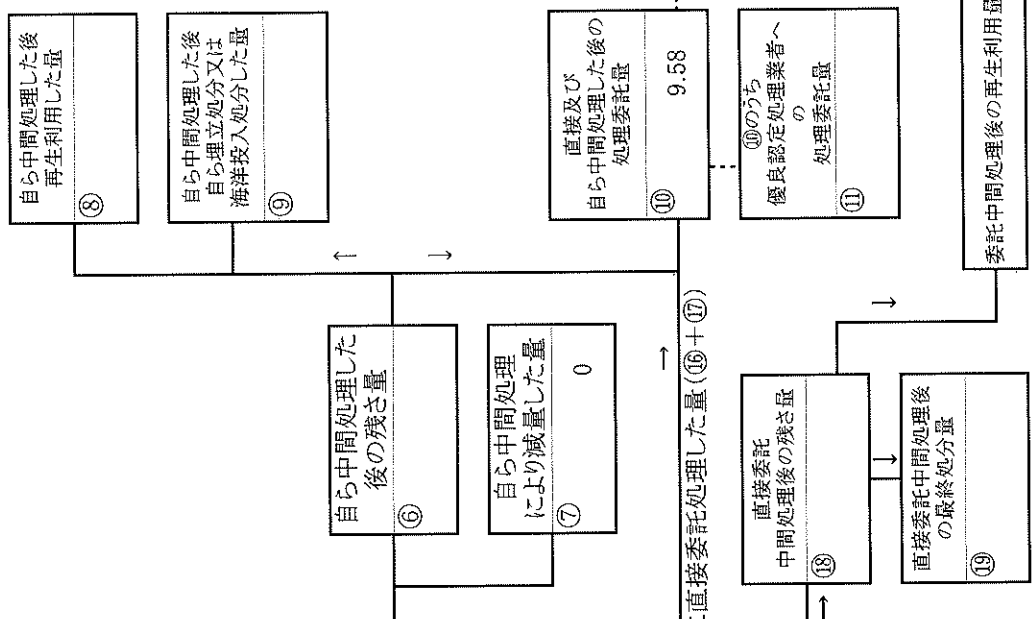 自ら中間処理した後
再生利用した量
⑧
自ら中間処理した後
自ら埋立処分又は
海洋投入処分した量
⑨
自ら中間処理した
後の残さ量
⑥
自ら中間処理
により減量した量
⑦
0
直接及び
自ら中間処理した後の
処理委託量
⑩
9.58
⑩のうち
優良認定処理業者へ
の
処理委託量
⑪
直接委託処理した量(⑯+⑰)
直接委託
中間処理後の残さ量
⑱
直接委託中間処理後
の最終処分量
⑲
委託中間処理後の再生利用量